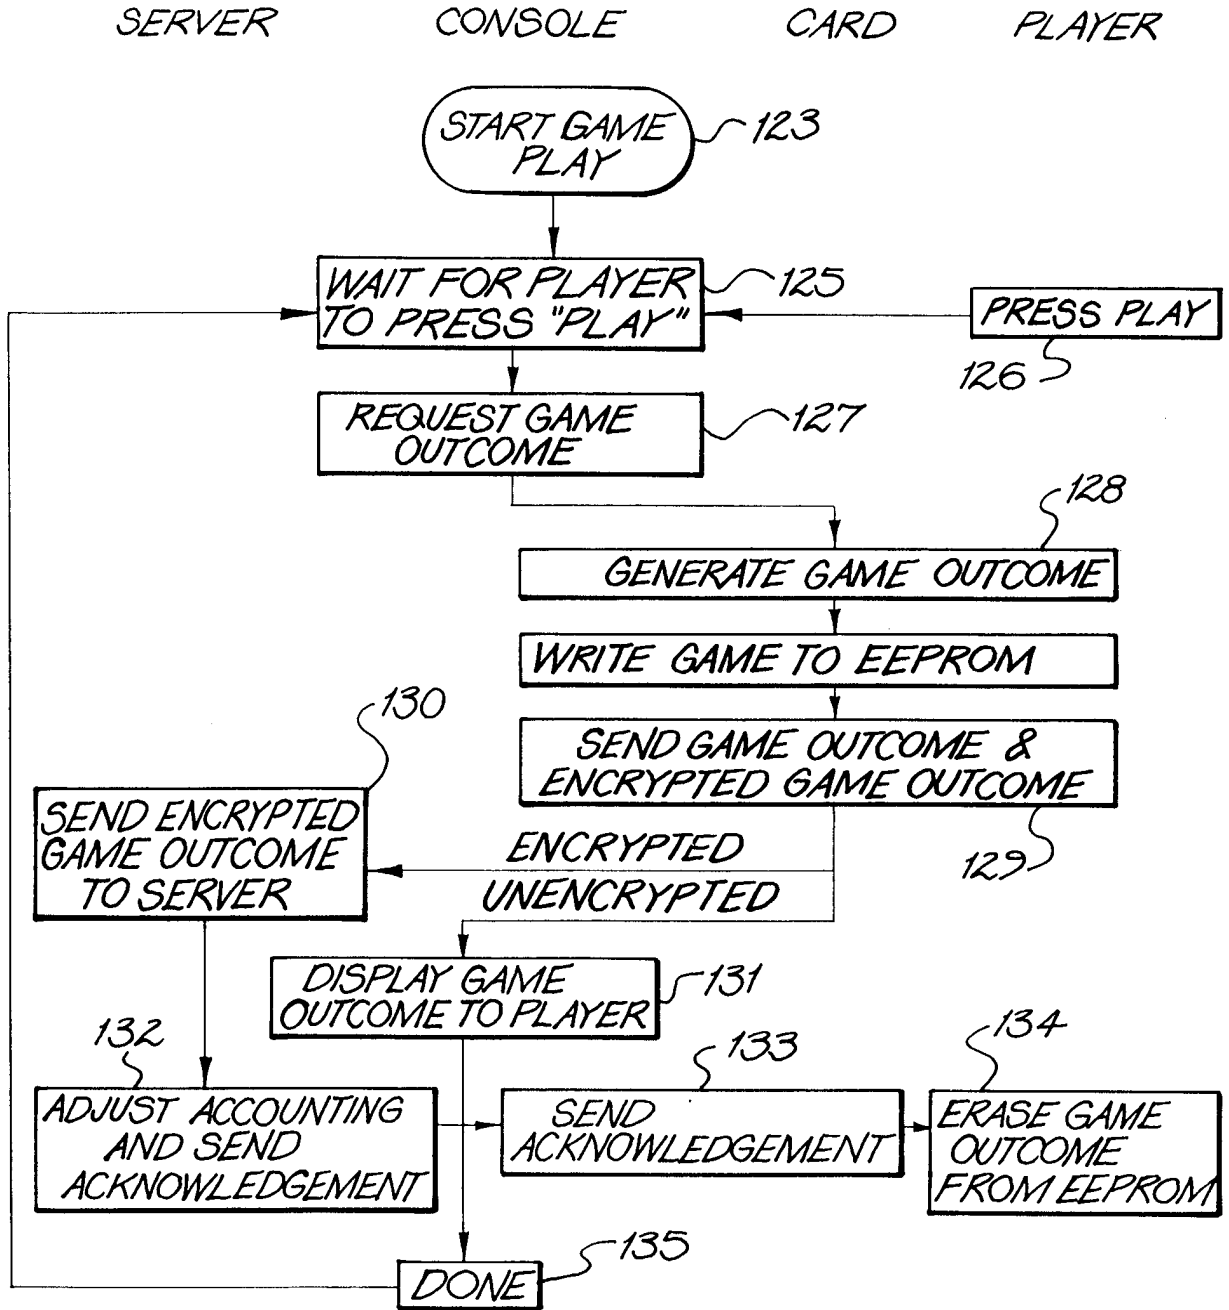 SERVER CONSOLE CARD PLAYER
START GAME
PLAY
123
WAIT FOR PLAYER
TO PRESS "PLAY"
125
PRESS PLAY
126
REQUEST GAME
OUTCOME
127
128
GENERATE GAME OUTCOME
WRITE GAME TO EEPROM
SEND GAME OUTCOME &
ENCRYPTED GAME OUTCOME
129
130
SEND ENCRYPTED
GAME OUTCOME
TO SERVER
ENCRYPTED
UNENCRYPTED
DISPLAY GAME
OUTCOME TO PLAYER
131
132
ADJUST ACCOUNTING
AND SEND
ACKNOWLEDGEMENT
133
SEND
ACKNOWLEDGEMENT
134
ERASE GAME
OUTCOME
FROM EEPROM
135
DONE